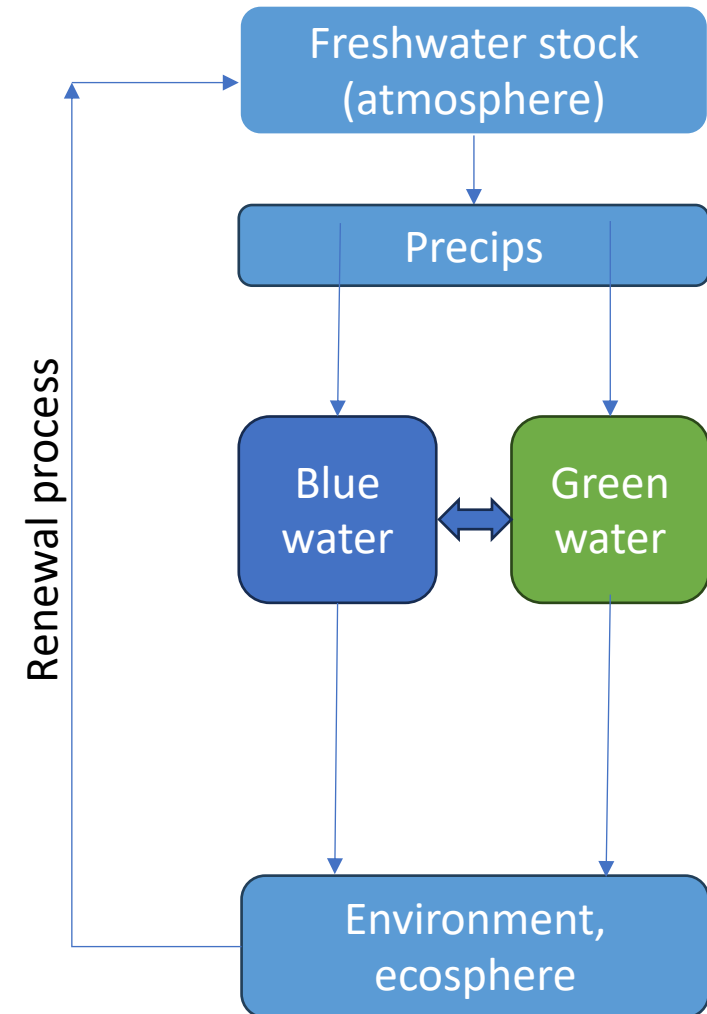 Freshwater stock
(atmosphere)
Precips
Renewal process
Blue
water
Green
water
Environment,
ecosphere